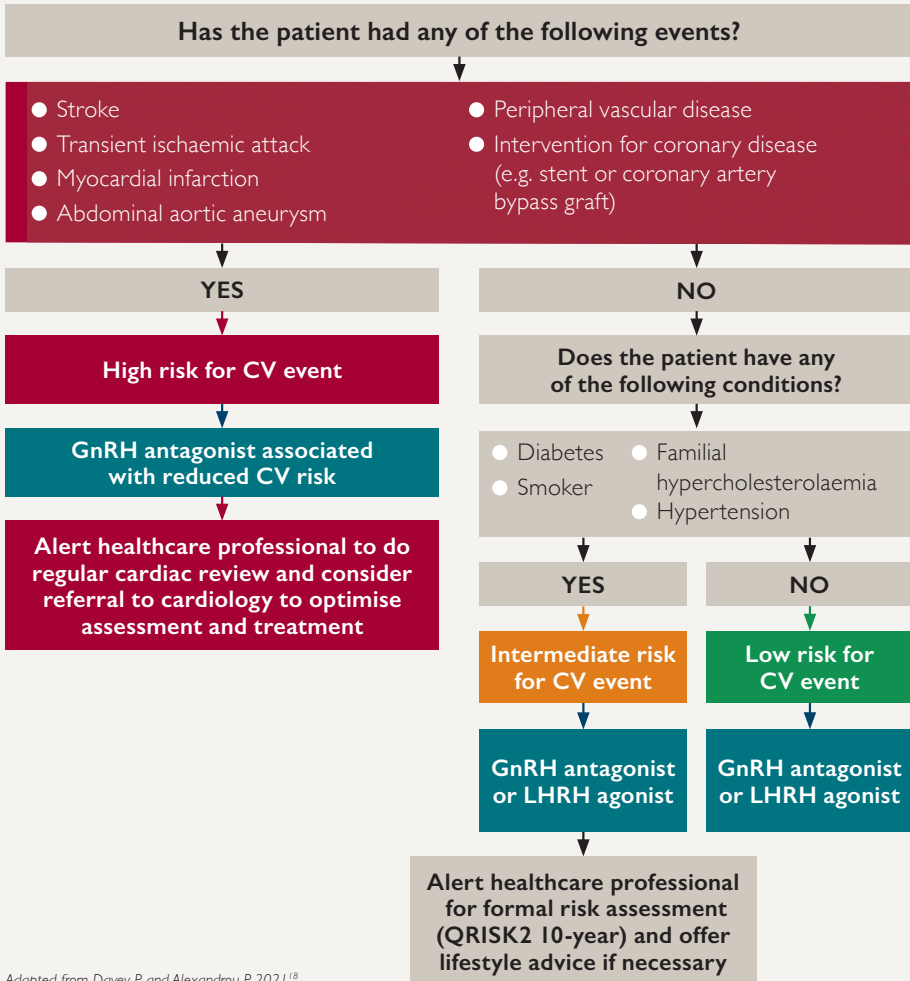 Has the patient had any of the following events?
Stroke
Transient ischaemic attack
Myocardial infarction
Abdominal aortic aneurysm
Peripheral vascular disease
Intervention for coronary disease
(e.g. stent or coronary artery
bypass graft)
YES
High risk for CV event
GnRH antagonist associated
with reduced CV risk
Alert healthcare professional to do
regular cardiac review and consider
referral to cardiology to optimise
assessment and treatment
NO
Does the patient have any
of the following conditions?
Diabetes
Smoker
Familial
hypercholesterolaemia
Hypertension
YES
Intermediate risk
for CV event
GnRH antagonist
or LHRH agonist
Alert healthcare professional
for formal risk assessment
(QRISK2 10-year) and offer
lifestyle advice if necessary
NO
Low risk for
CV event
GnRH antagonist
or LHRH agonist
Adapted from Davey P and Alexandrou P 2021¹⁸